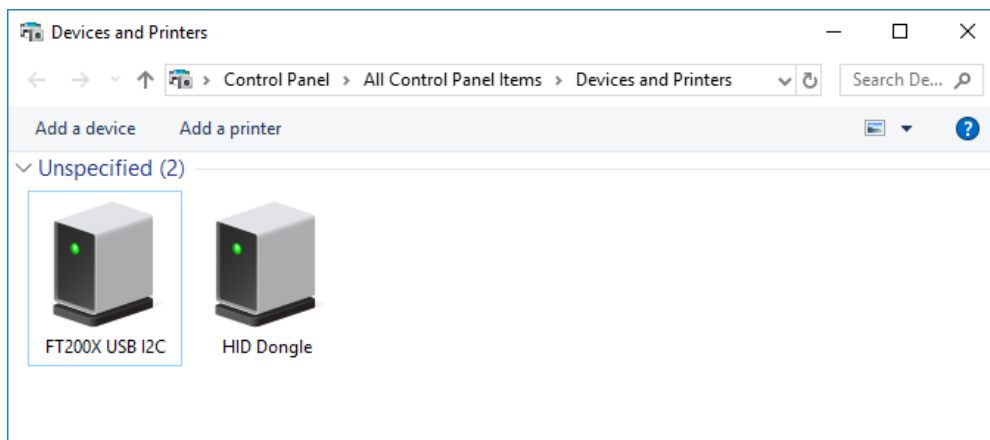 Devices and Printers
Control Panel > All Control Panel Items > Devices and Printers
Search De...
Add a device Add a printer
?
Unspecified (2)
FT200X USB I2C HID Dongle